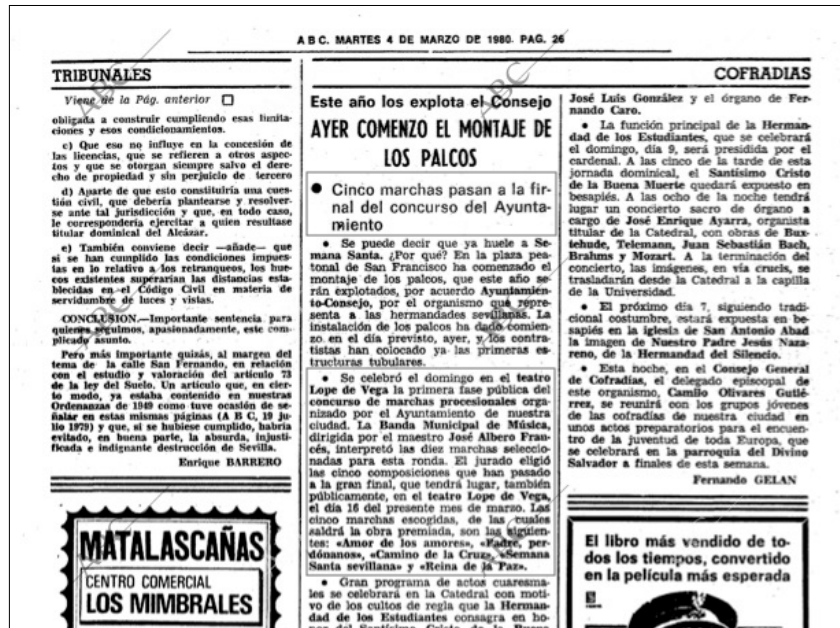 A B C. MARTES 4 DE MARZO DE 1980. PAG. 26
TRIBUNALES
Viene de la Pág. anterior
obligada a construir cumpliendo esas limita-
ciones y esos condicionamientos.
c) Que eso no influye en la concesión de
las licencias, que se refieren a otros aspec-
tos y que se otorgan siempre salvo el dere-
cho de propiedad y sin perjuicio de tercero
d) Aparte de que esto constituiría una cues-
tión civil, que debería plantearse y resolver-
se ante tal jurisdicción y que, en todo caso,
le correspondería ejercitar a quien resultase
titular dominical del Alcázar.
e) También conviene decir —añade— que
si se han cumplido las condiciones impues-
tas en lo relativo a los retranqueos, los hue-
cos existentes superarían las distancias esta-
blecidas en el Código Civil en materia de
servidumbre de luces y vistas.
CONCLUSION.—Importante sentencia para
quienes seguimos, apasionadamente, este com-
plicado asunto.
Pero más importante quizás, al margen del
tema de la calle San Fernando, en relación
con el estudio y valoración del artículo 73
de la ley del Suelo. Un artículo que, en cier-
to modo, ya estaba contenido en nuestras
Ordenanzas de 1949 como tuve ocasión de se-
ñalar en estas mismas páginas (A B C, 19 ju-
lio 1979) y que, si se hubiese cumplido, habría
evitado, en buena parte, la absurda, injusti-
ficada e indignante destrucción de Sevilla.
Enrique BARRERO
MATALASCAÑAS
CENTRO COMERCIAL
LOS MIMBRALES
COFRADIAS
Este año los explota el Consejo
AYER COMENZO EL MONTAJE DE
LOS PALCOS
● Cinco marchas pasan a la fir-
nal del concurso del Ayunta-
miento
● Se puede decir que ya huele a Se-
mana Santa. ¿Por qué? En la plaza pea-
tonal de San Francisco ha comenzado el
montaje de los palcos, que este año se-
rán explotados, por acuerdo Ayuntamien-
to-Consejo, por el organismo que repre-
senta a las hermandades sevillanas. La
instalación de los palcos ha dado comien-
zo en el día previsto, ayer, y los contra-
tistas han colocado ya las primeras es-
tructuras tubulares.
● Se celebró el domingo en el teatro
Lope de Vega la primera fase pública del
concurso de marchas procesionales orga-
nizado por el Ayuntamiento de nuestra
ciudad. La Banda Municipal de Música,
dirigida por el maestro José Albero Fran-
cés, interpretó las diez marchas seleccio-
nadas para esta ronda. El jurado eligió
las cinco composiciones que han pasado
a la gran final, que tendrá lugar, también
públicamente, en el teatro Lope de Vega,
el día 16 del presente mes de marzo. Las
cinco marchas escogidas, de las cuales
saldrá la obra premiada, son las siguien-
tes: «Amor de los amores», «Padre, per-
dónanos», «Camino de la Cruz», «Semana
Santa sevillana» y «Reina de la Paz».
● Gran programa de actos cuaresma-
les se celebrará en la Catedral con moti-
vo de los cultos de regla que la Herman-
dad de los Estudiantes consagra en ho-
nor del Santísimo Cristo de la Buena
José Luis González y el órgano de Fer-
nando Caro.
● La función principal de la Herman-
dad de los Estudiantes, que se celebrará
el domingo, día 9, será presidida por el
cardenal. A las cinco de la tarde de esta
jornada dominical, el Santísimo Cristo
de la Buena Muerte quedará expuesto en
besapiés. A las ocho de la noche tendrá
lugar un concierto sacro de órgano a
cargo de José Enrique Ayarra, organista
titular de la Catedral, con obras de Bux-
tehude, Telemann, Juan Sebastián Bach,
Brahms y Mozart. A la terminación del
concierto, las imágenes, en vía crucis, se
trasladarán desde la Catedral a la capilla
de la Universidad.
● El próximo día 7, siguiendo tradi-
cional costumbre, estará expuesta en be-
sapiés en la iglesia de San Antonio Abad
la imagen de Nuestro Padre Jesús Naza-
reno, de la Hermandad del Silencio.
● Esta noche, en el Consejo General
de Cofradías, el delegado episcopal de
este organismo, Camilo Olivares Gutié-
rrez, se reunirá con los grupos jóvenes
de las cofradías de nuestra ciudad en
unos actos preparatorios para el encuen-
tro de la juventud de toda Europa, que
se celebrará en la parroquia del Divino
Salvador a finales de esta semana.
Fernando GELAN
El libro más vendido de to-
dos los tiempos, convertido
en la película más esperada